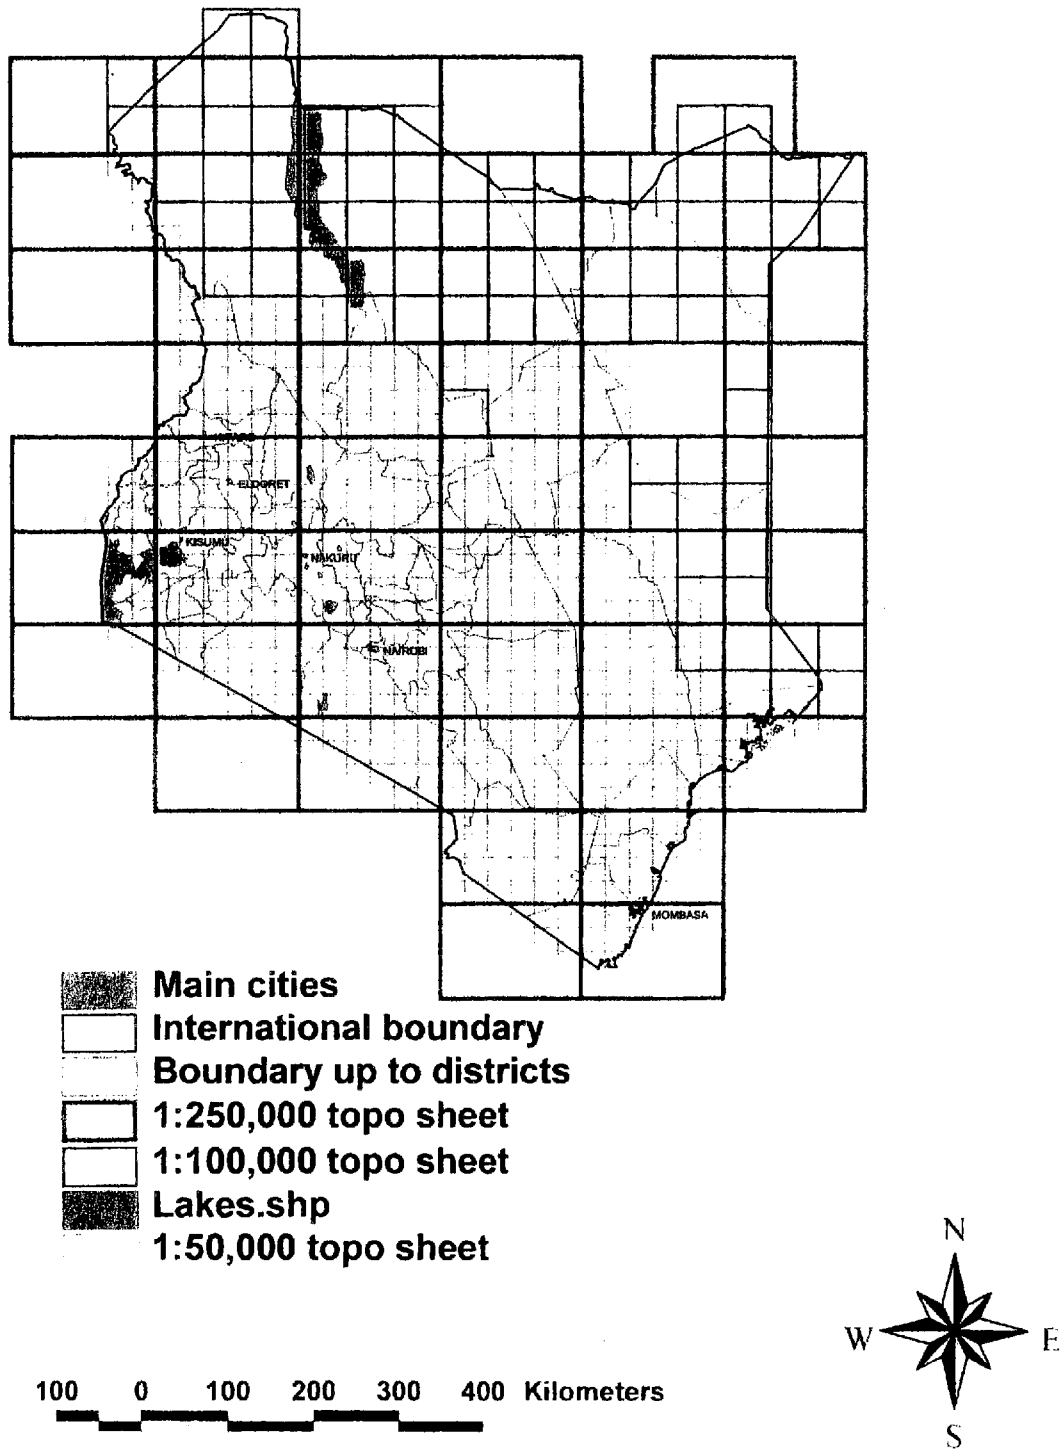 ELDORET
KISUMU
NAKURU
NAIROBI
MOMBASA
Main cities
International boundary
Boundary up to districts
1:250,000 topo sheet
1:100,000 topo sheet
Lakes.shp
1:50,000 topo sheet
N
W
E
S
100 0 100 200 300 400 Kilometers